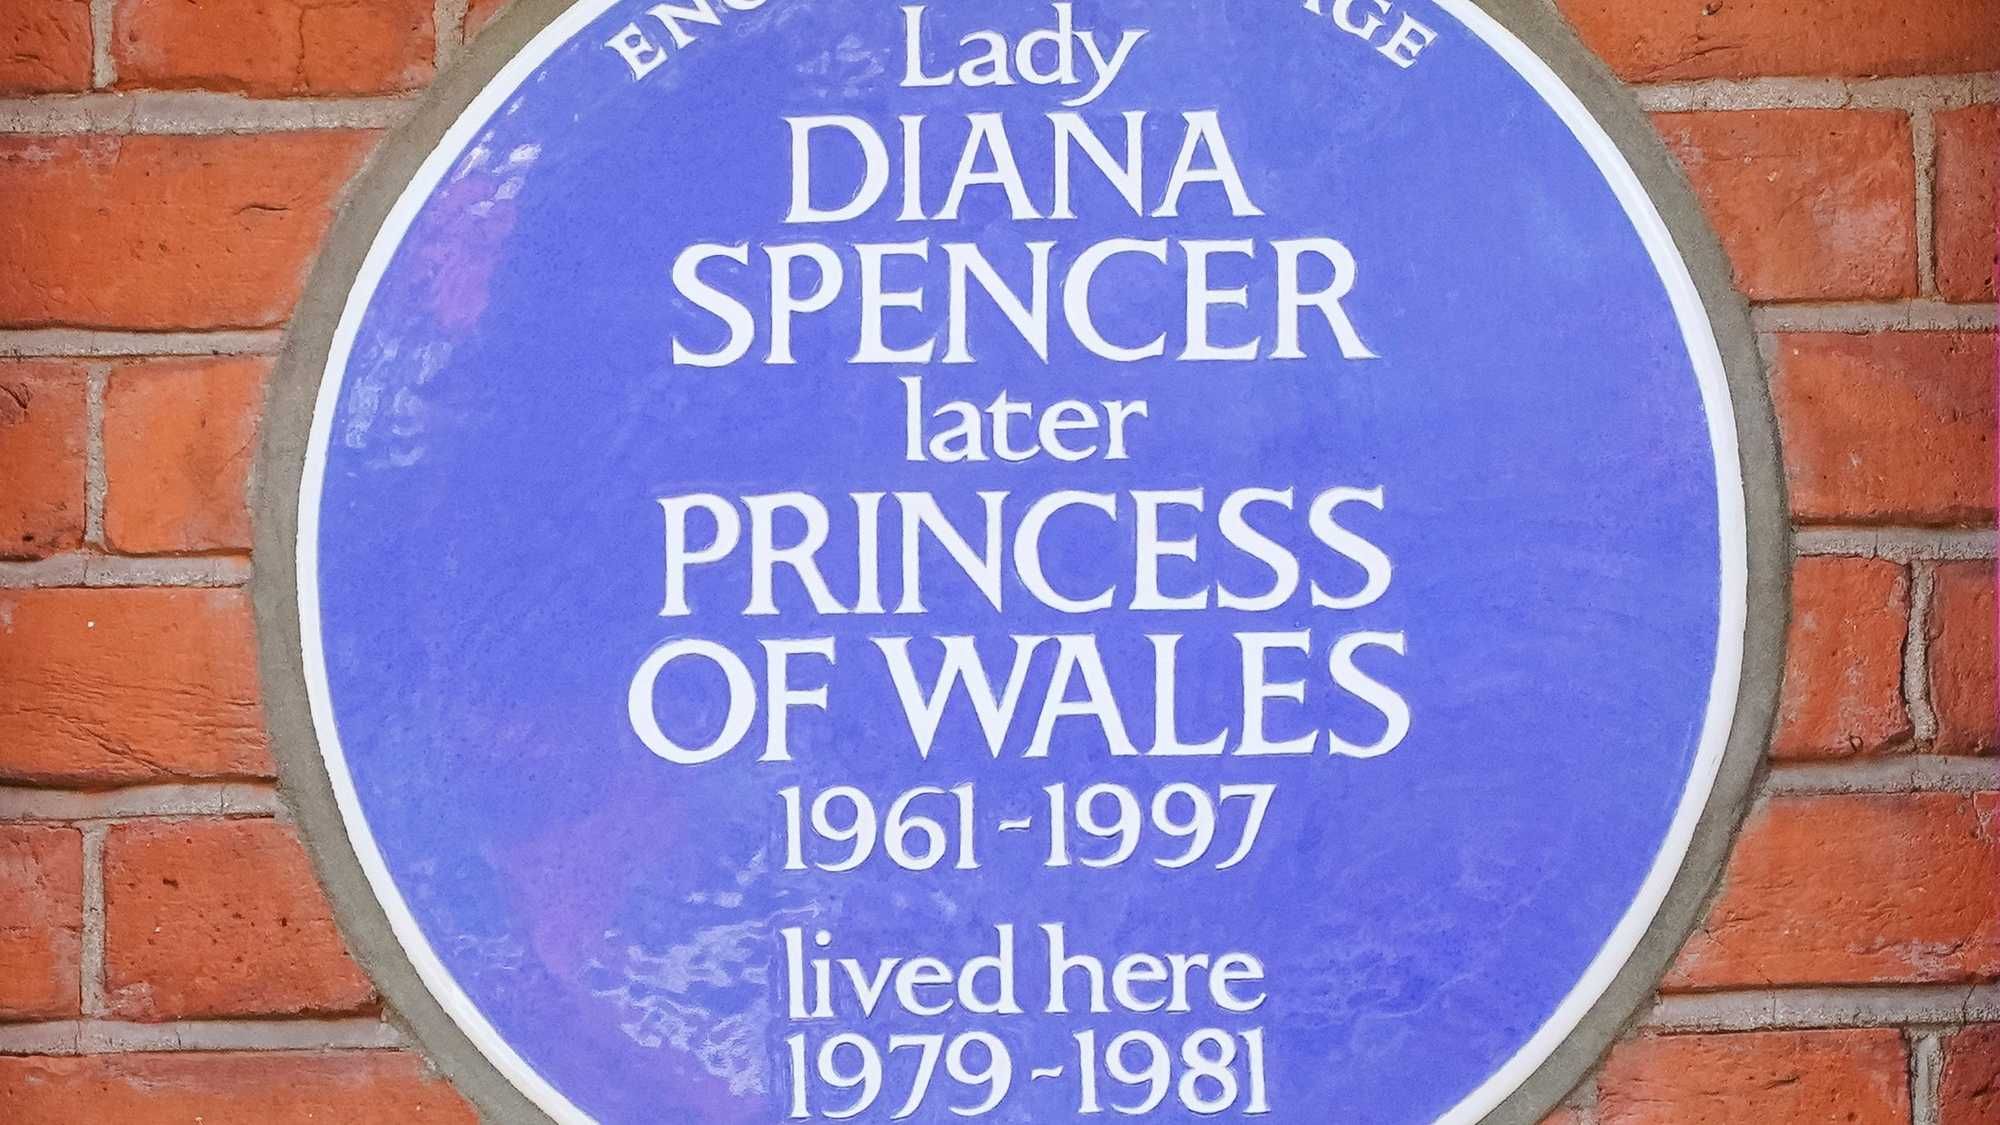 Lady
DIANA
SPENCER
later
PRINCESS
OF WALES
1961-1997
lived here
1979-1981